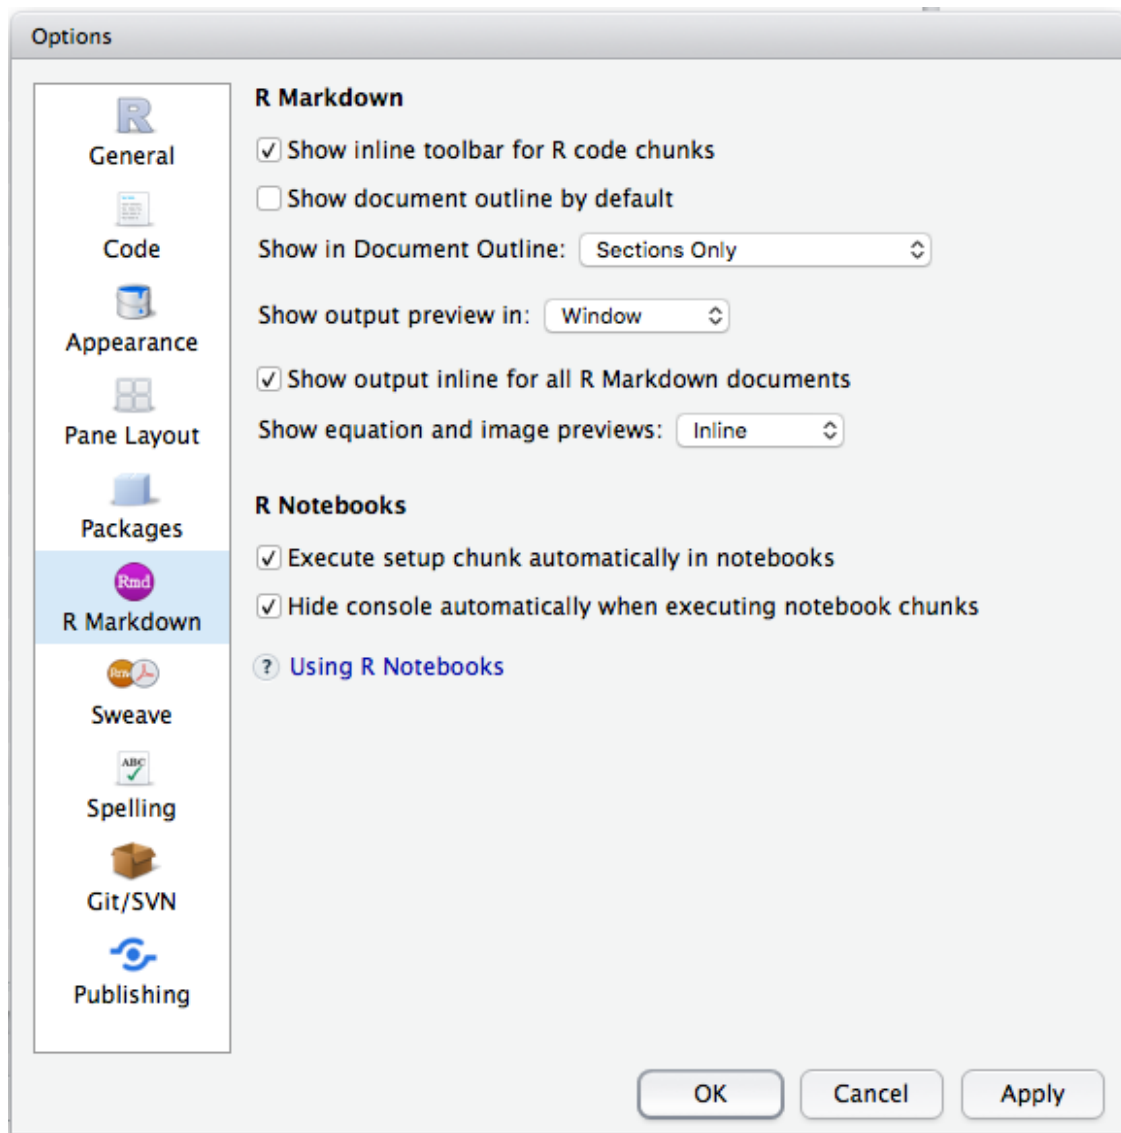 Options
R
General
Code
Appearance
Pane Layout
Packages
Rmd
R Markdown
Rnw
Sweave
ABC
Spelling
Git/SVN
Publishing
R Markdown
Show inline toolbar for R code chunks
Show document outline by default
Show in Document Outline: Sections Only
Show output preview in: Window
Show output inline for all R Markdown documents
Show equation and image previews: Inline
R Notebooks
Execute setup chunk automatically in notebooks
Hide console automatically when executing notebook chunks
? Using R Notebooks
OK Cancel Apply